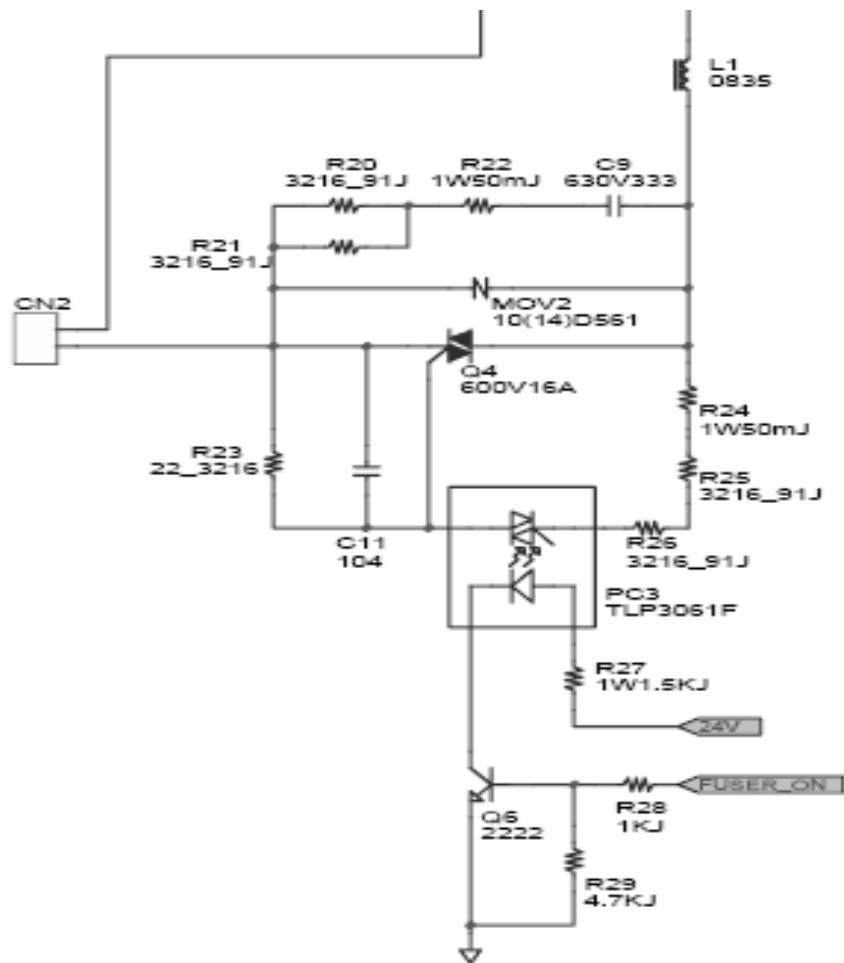 L1
0835
R20
3216_91J
R22
1W50mJ
C9
630V333
R21
3216_91J
CN2
MOV2
10(14)D561
Q4
600V16A
R24
1W50mJ
R23
22_3216
R25
3216_91J
C11
104
R26
3216_91J
PC3
TLP3061F
R27
1W1.5KJ
24V
FUSER_ON
R28
1KJ
Q5
2222
R29
4.7KJ